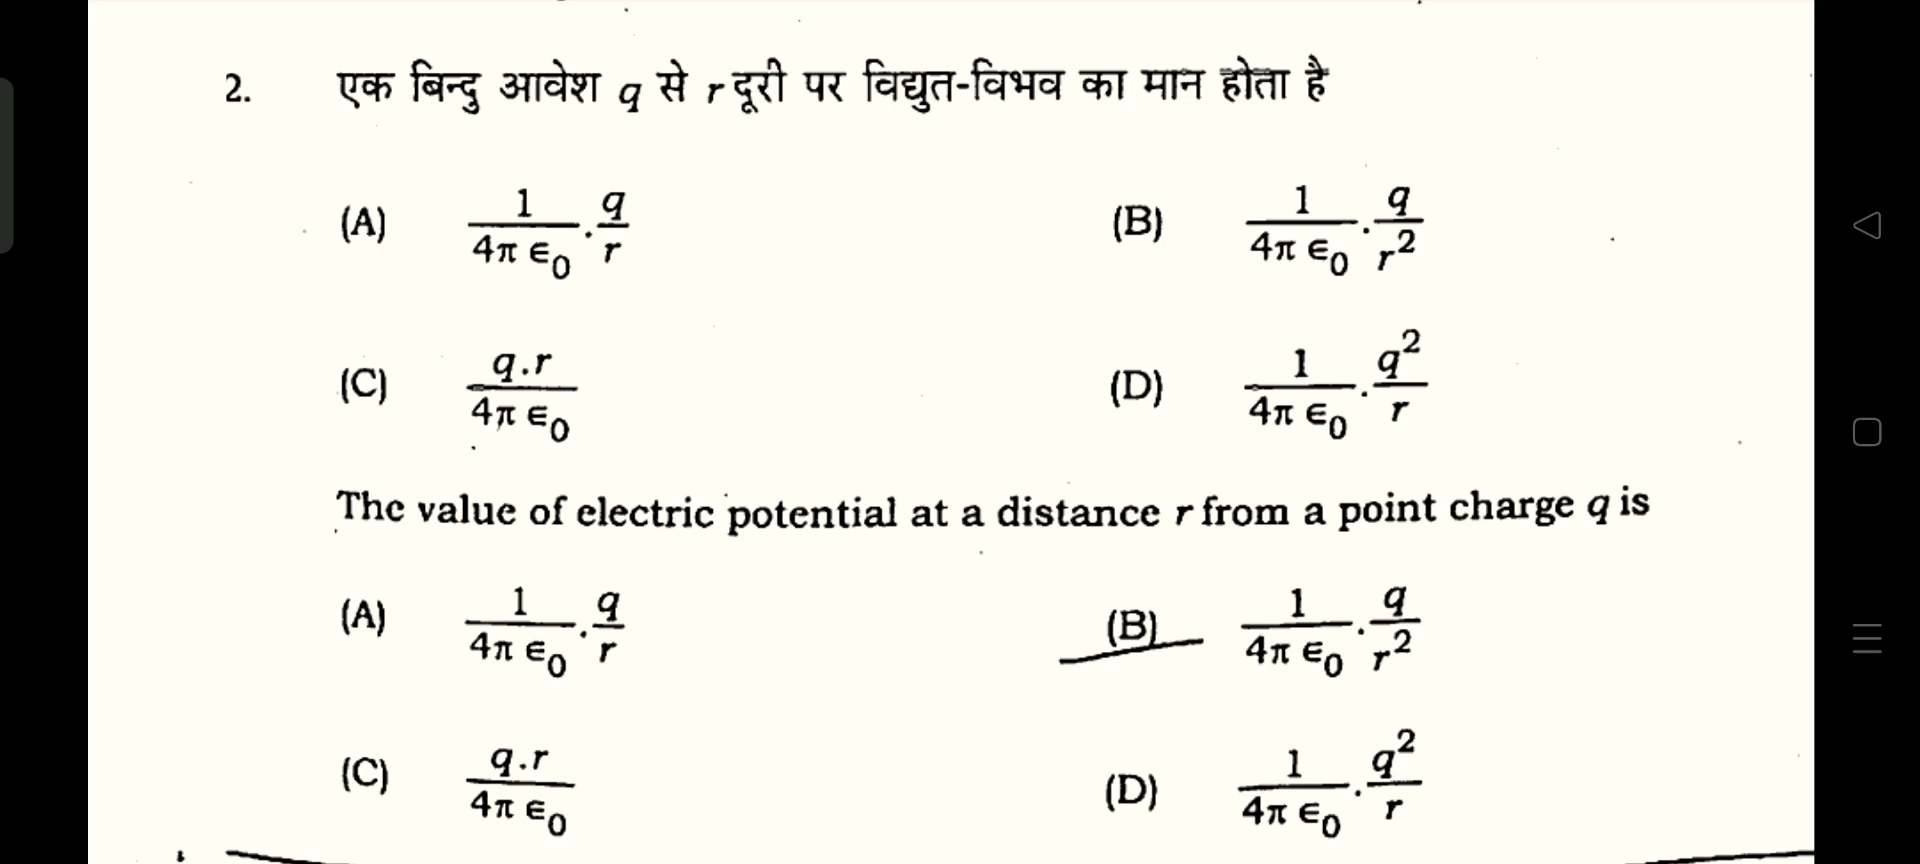 2. एक बिन्दु आवेश q से r दूरी पर विद्युत-विभव का मान होता है
(A) 1/4π ∈₀ . q/r (B) 1/4π ∈₀ . q/r²
(C) q.r/4π ∈₀ (D) 1/4π ∈₀ . q²/r
The value of electric potential at a distance r from a point charge q is
(A) 1/4π ∈₀ . q/r (B) 1/4π ∈₀ . q/r²
(C) q.r/4π ∈₀ (D) 1/4π ∈₀ . q²/r